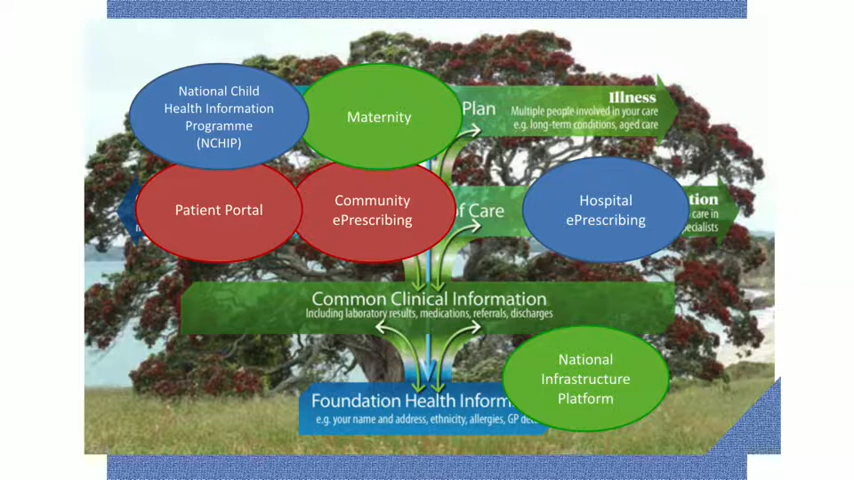 National Child
Health Information
Programme
(NCHIP)
Maternity
Plan
Illness
Multiple people involved in your care
e.g. long-term conditions, aged care
Patient Portal
Community
ePrescribing
of Care
Hospital
ePrescribing
tion
care in
ecialists
Common Clinical Information
Including laboratory results, medications, referrals, discharges
National
Infrastructure
Platform
Foundation Health Inform
e.g. your name and address, ethnicity, allergies, GP det